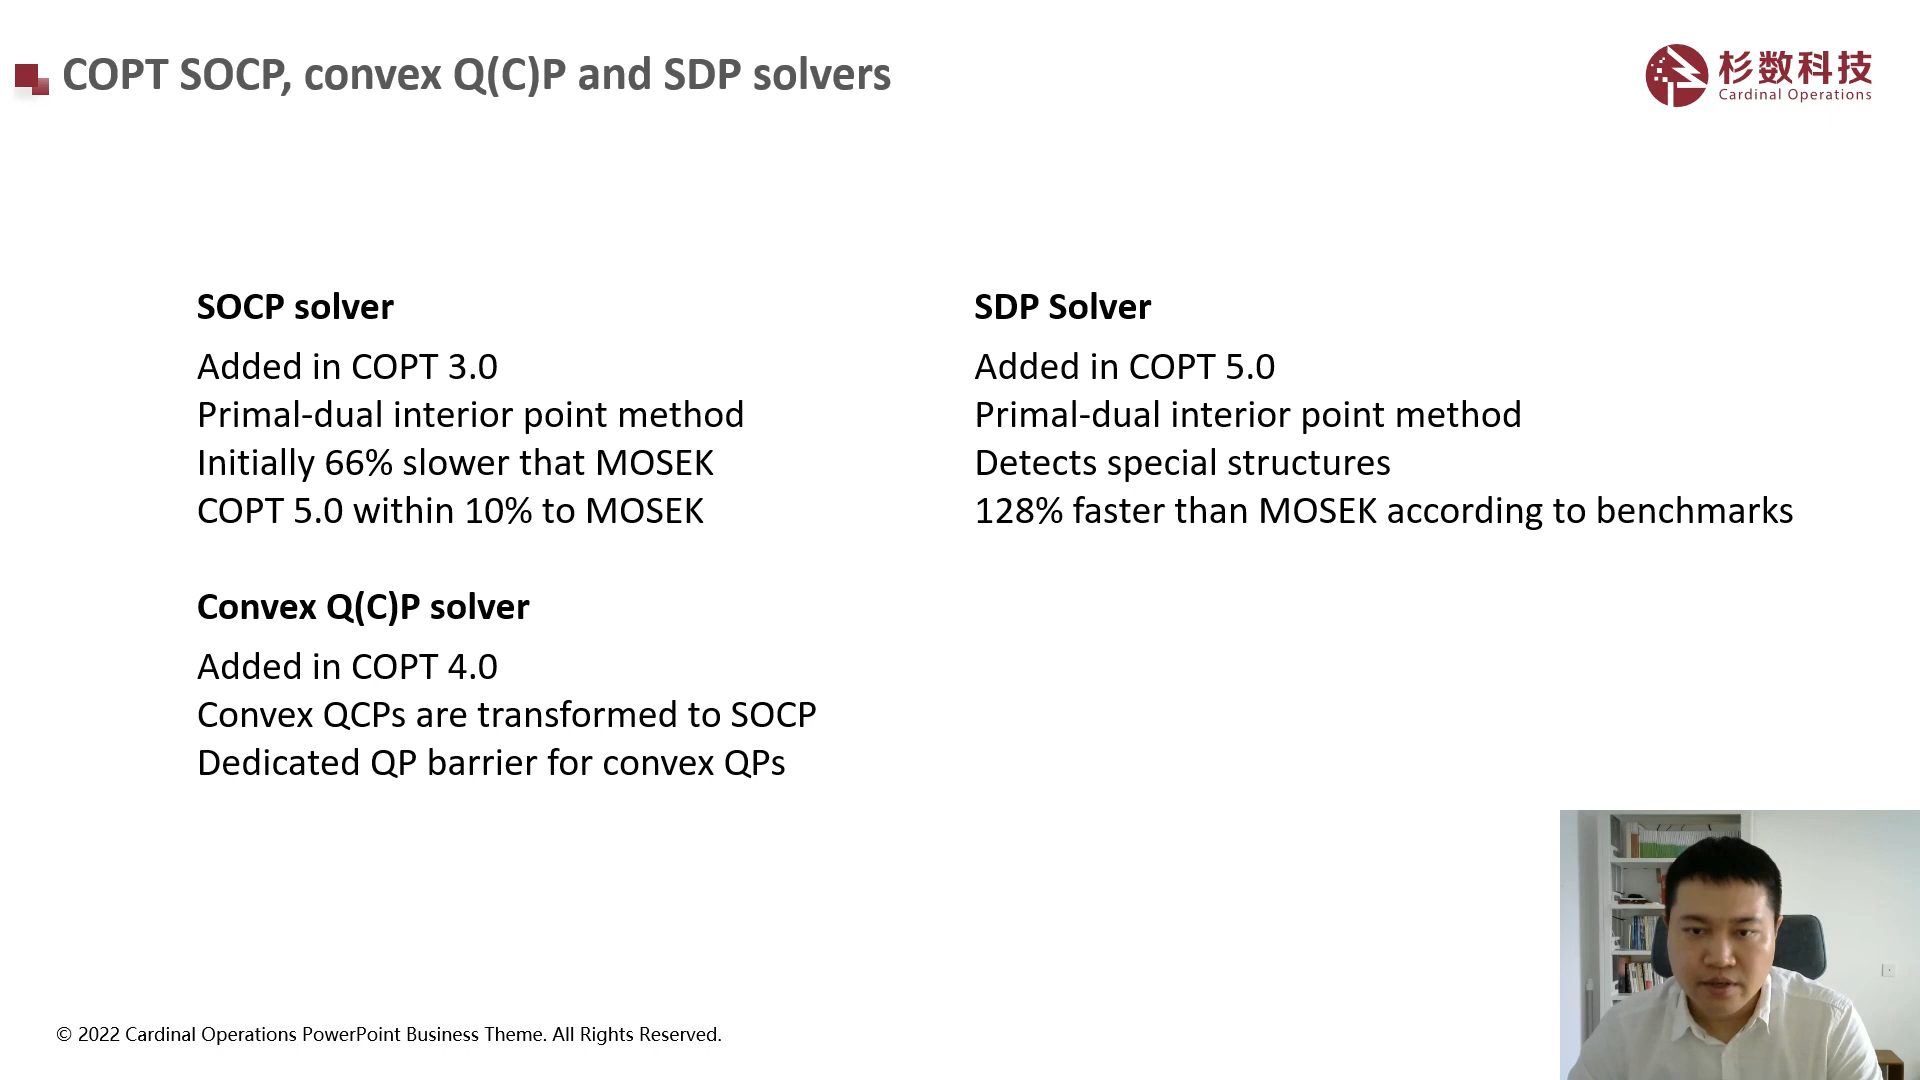 COPT SOCP, convex Q(C)P and SDP solvers
杉数科技
Cardinal Operations
SOCP solver
Added in COPT 3.0
Primal-dual interior point method
Initially 66% slower that MOSEK
COPT 5.0 within 10% to MOSEK
Convex Q(C)P solver
Added in COPT 4.0
Convex QCPs are transformed to SOCP
Dedicated QP barrier for convex QPs
SDP Solver
Added in COPT 5.0
Primal-dual interior point method
Detects special structures
128% faster than MOSEK according to benchmarks
© 2022 Cardinal Operations PowerPoint Business Theme. All Rights Reserved.